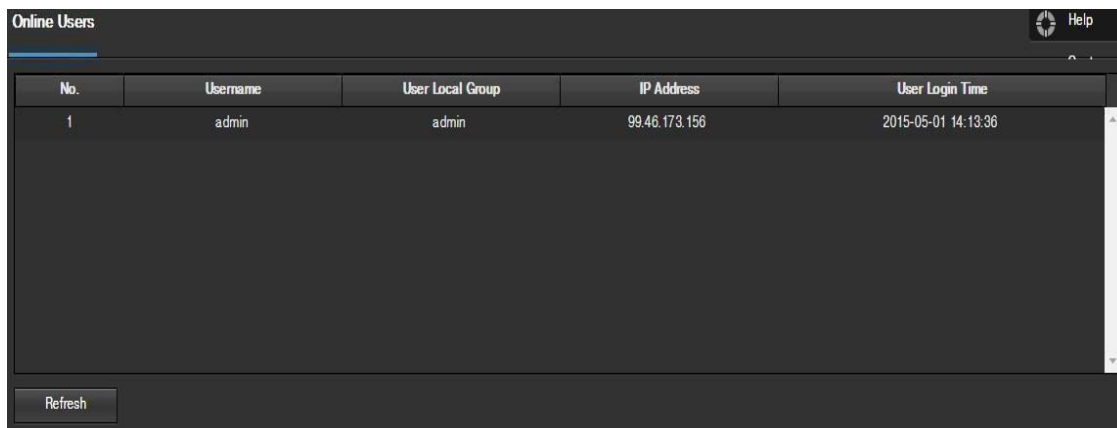 Online Users
Help
No. Username User Local Group IP Address User Login Time
1 admin admin 99.46.173.156 2015-05-01 14:13:36
Refresh